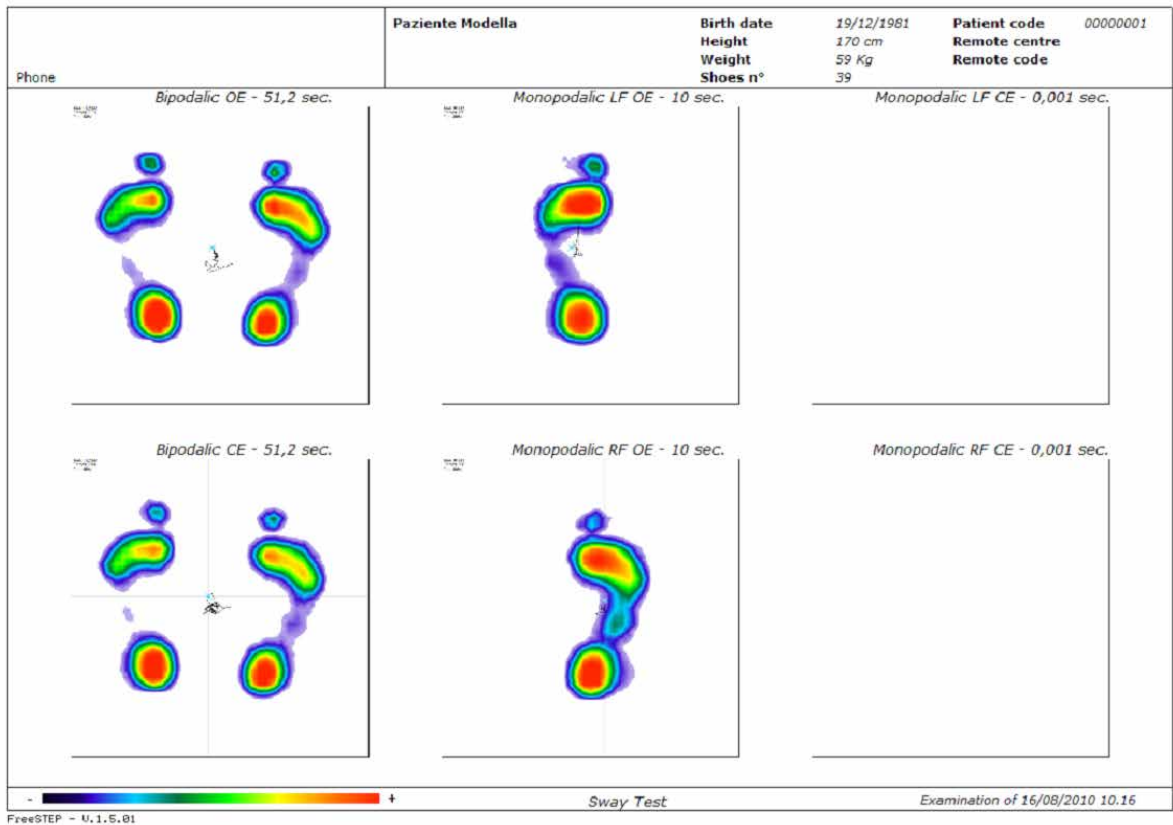 Phone
Paziente Modella
Birth date 19/12/1981
Height 170 cm
Weight 59 Kg
Shoes n° 39
Patient code 00000001
Remote centre
Remote code
Bipodalic OE - 51,2 sec.
Monopodalic LF OE - 10 sec.
Monopodalic LF CE - 0,001 sec.
Bipodalic CE - 51,2 sec.
Monopodalic RF OE - 10 sec.
Monopodalic RF CE - 0,001 sec.
- +
Sway Test
Examination of 16/08/2010 10.16
FreeSTEP - V.1.5.01